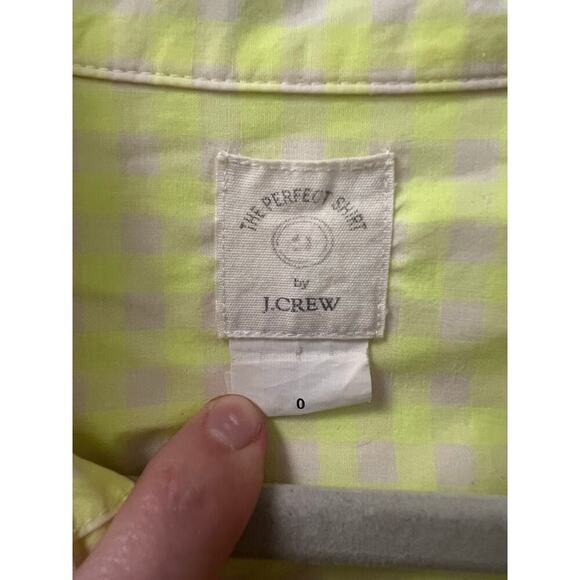 THE PERFECT SHIRT
by
J.CREW
0